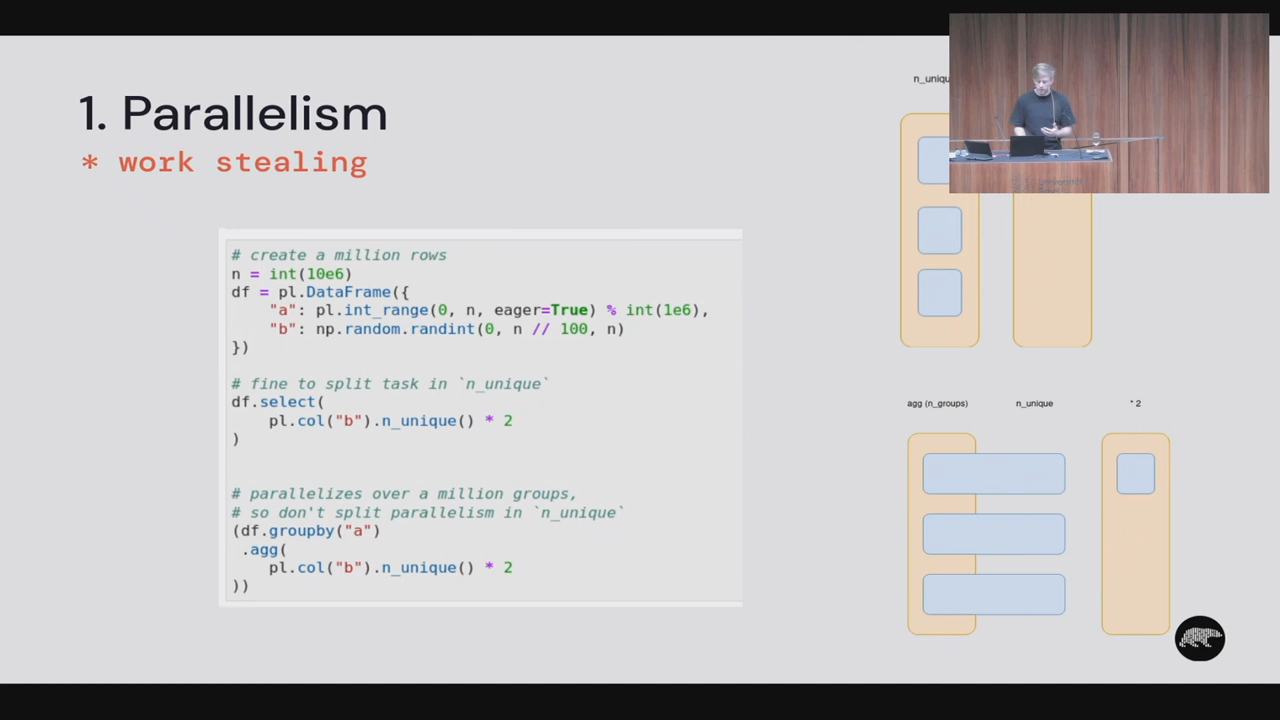 1. Parallelism
* work stealing
# create a million rows
n = int(10e6)
df = pl.DataFrame({
    "a": pl.int_range(0, n, eager=True) % int(1e6),
    "b": np.random.randint(0, n // 100, n)
})
# fine to split task in `n_unique`
df.select(
    pl.col("b").n_unique() * 2
)
# parallelizes over a million groups,
# so don't split parallelism in `n_unique`
(df.groupby("a")
 .agg(
    pl.col("b").n_unique() * 2
))
agg (n_groups) n_unique * 2